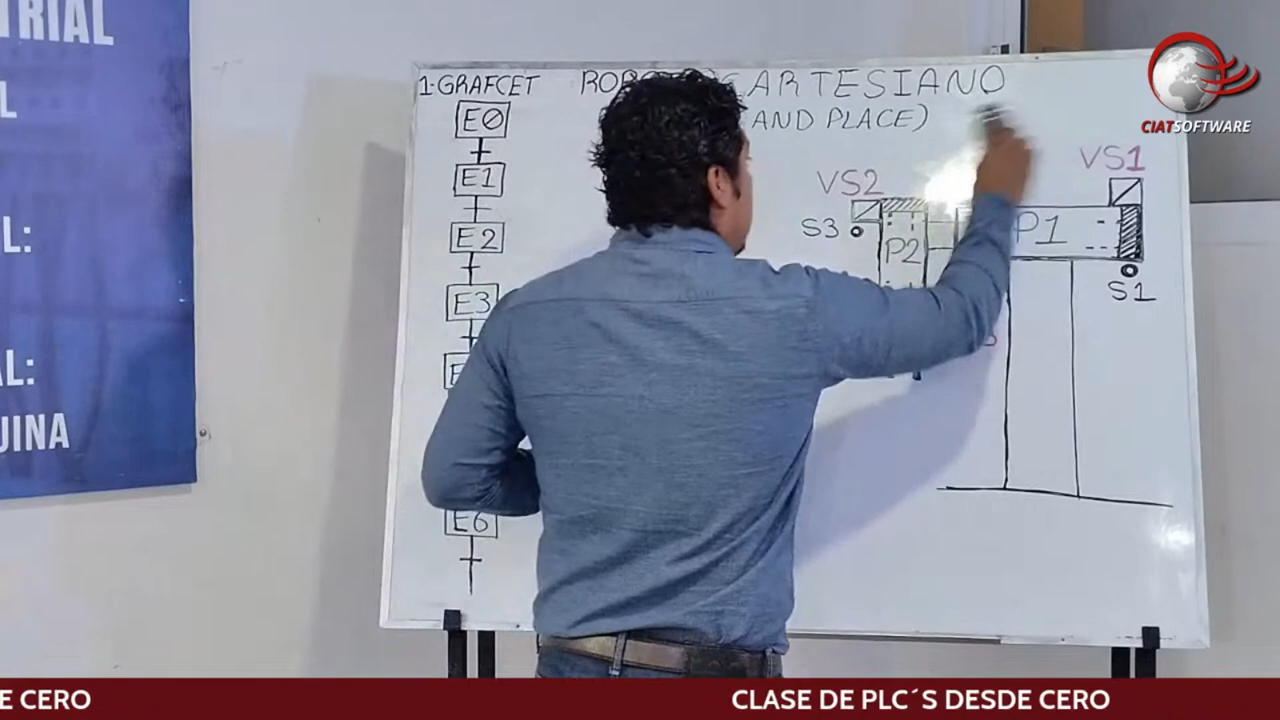 TRIAL
L
L:
AL:
UINA
1-GRAFCET
CARTESIANO
AND PLACE)
E0
E1
E2
E3
E6
VS2
VS1
S3
P2
P1
S1
CIATSOFTWARE
E CERO
CLASE DE PLC´S DESDE CERO